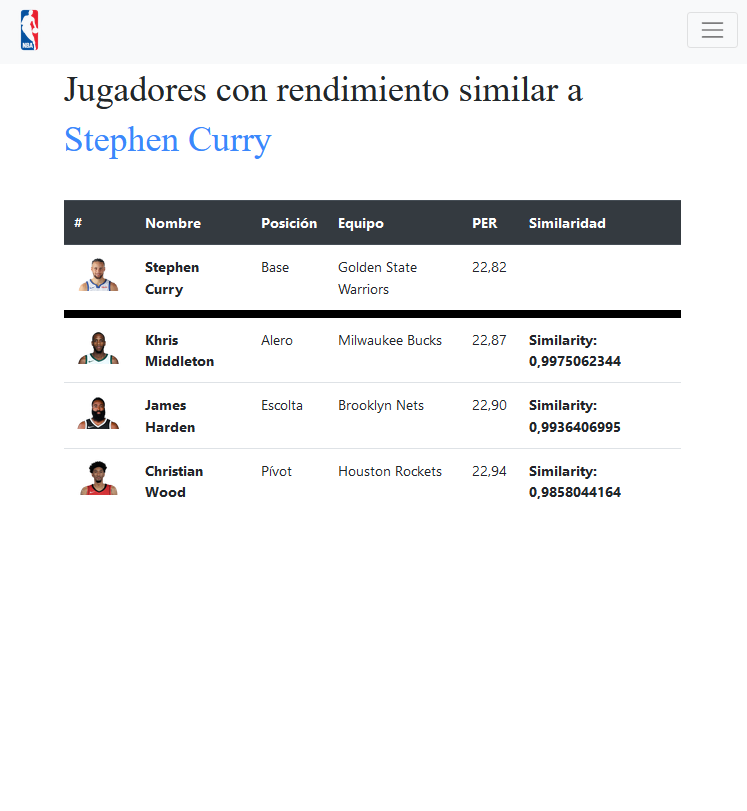 NBA
Jugadores con rendimiento similar a
Stephen Curry
# Nombre Posición Equipo PER Similaridad
Stephen Base Golden State 22,82
Curry Warriors
Khris Alero Milwaukee Bucks 22,87 Similarity:
Middleton 0,9975062344
James Escolta Brooklyn Nets 22,90 Similarity:
Harden 0,9936406995
Christian Pívot Houston Rockets 22,94 Similarity:
Wood 0,9858044164